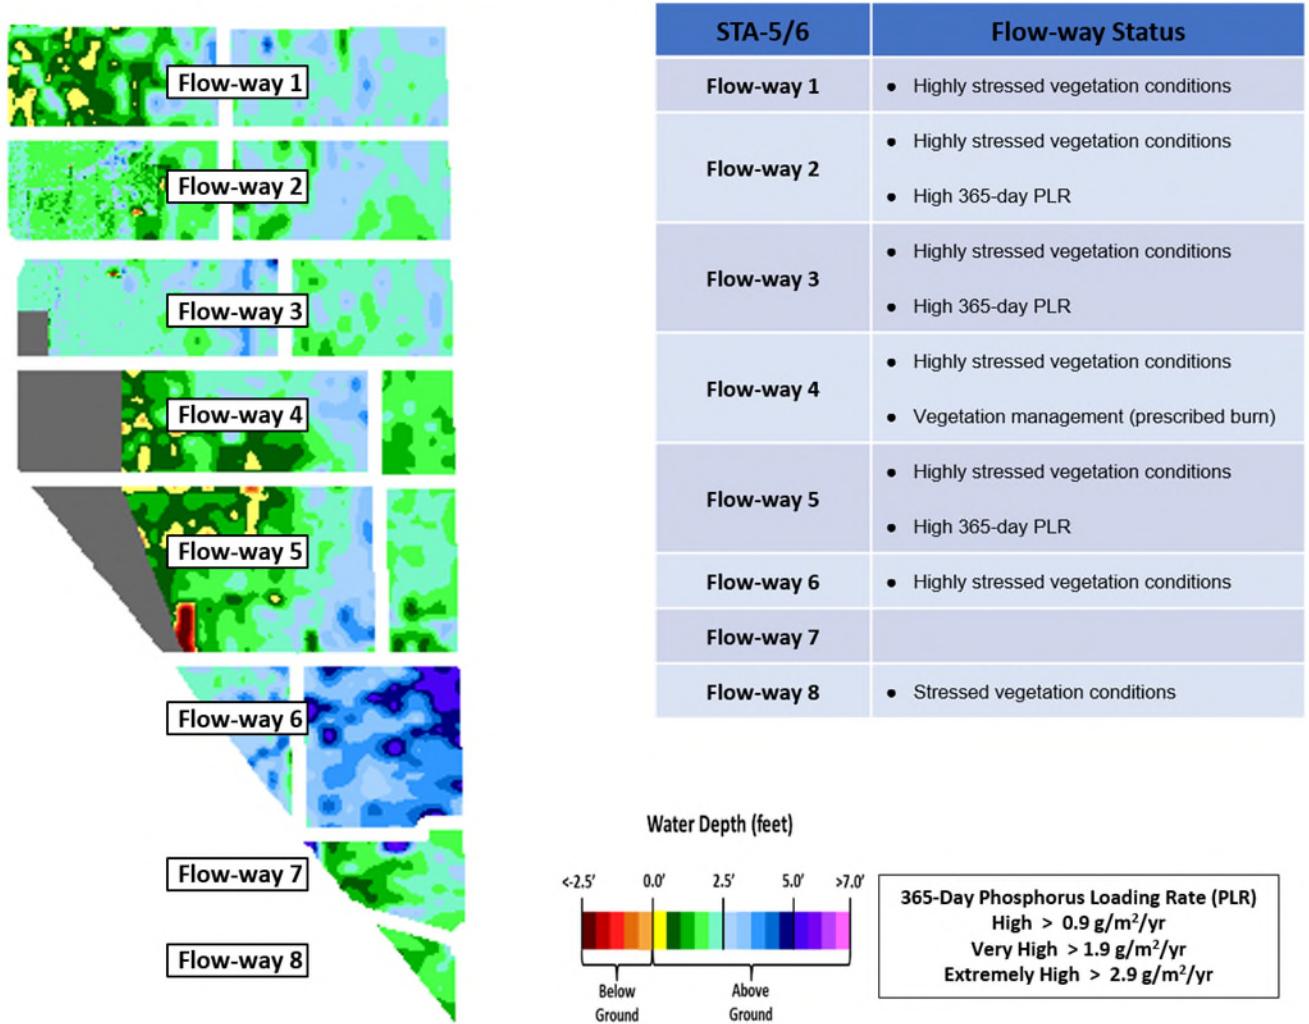 Flow-way 1
Flow-way 2
Flow-way 3
Flow-way 4
Flow-way 5
Flow-way 6
Flow-way 7
Flow-way 8
STA-5/6 Flow-way Status
Flow-way 1 • Highly stressed vegetation conditions
Flow-way 2 • Highly stressed vegetation conditions
• High 365-day PLR
Flow-way 3 • Highly stressed vegetation conditions
• High 365-day PLR
Flow-way 4 • Highly stressed vegetation conditions
• Vegetation management (prescribed burn)
Flow-way 5 • Highly stressed vegetation conditions
• High 365-day PLR
Flow-way 6 • Highly stressed vegetation conditions
Flow-way 7
Flow-way 8 • Stressed vegetation conditions
Water Depth (feet)
<-2.5' 0.0' 2.5' 5.0' >7.0'
Below Above
Ground Ground
365-Day Phosphorus Loading Rate (PLR)
High > 0.9 g/m²/yr
Very High > 1.9 g/m²/yr
Extremely High > 2.9 g/m²/yr